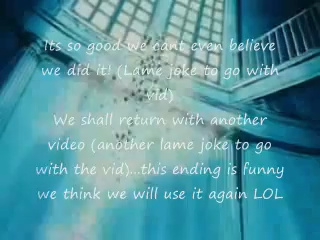 Its so good we cant even believe
we did it! (Lame joke to go with
vid)
We shall return with another
video (another lame joke to go
with the vid)...this ending is funny
we think we will use it again LOL